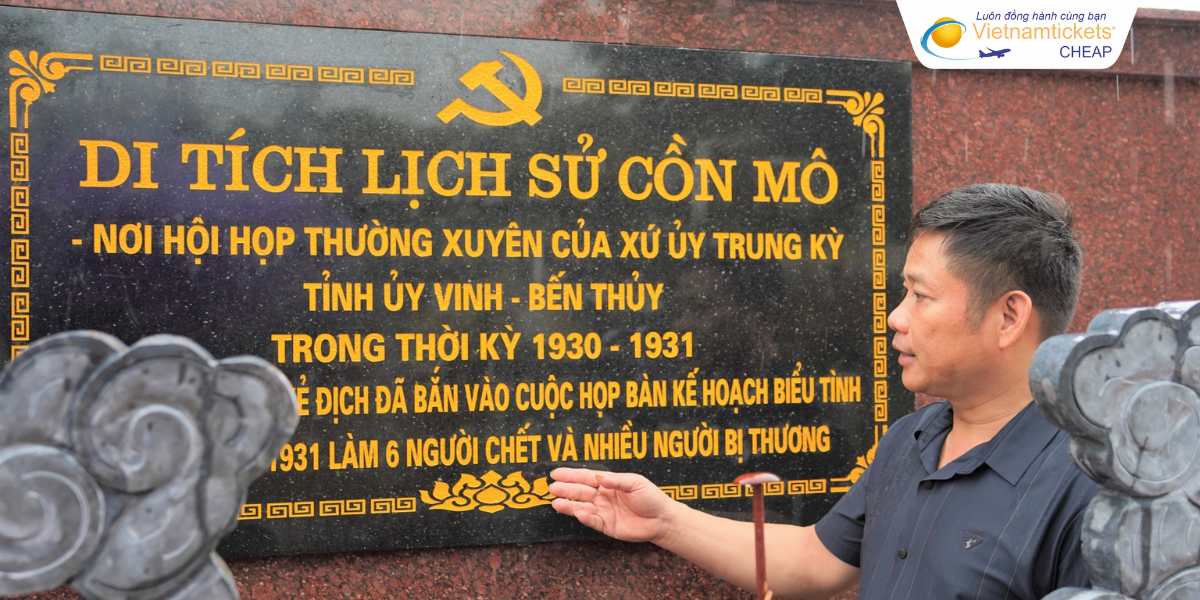 Luôn đồng hành cùng bạn
Vietnamtickets
CHEAP
DI TÍCH LỊCH SỬ CỒN MÔ
- NƠI HỘI HỌP THƯỜNG XUYÊN CỦA XỨ ỦY TRUNG KỲ
TỈNH ỦY VINH - BẾN THỦY
TRONG THỜI KỲ 1930 - 1931
ĐỊCH ĐÃ BẮN VÀO CUỘC HỌP BÀN KẾ HOẠCH BIỂU TÌNH
1931 LÀM 6 NGƯỜI CHẾT VÀ NHIỀU NGƯỜI BỊ THƯƠNG